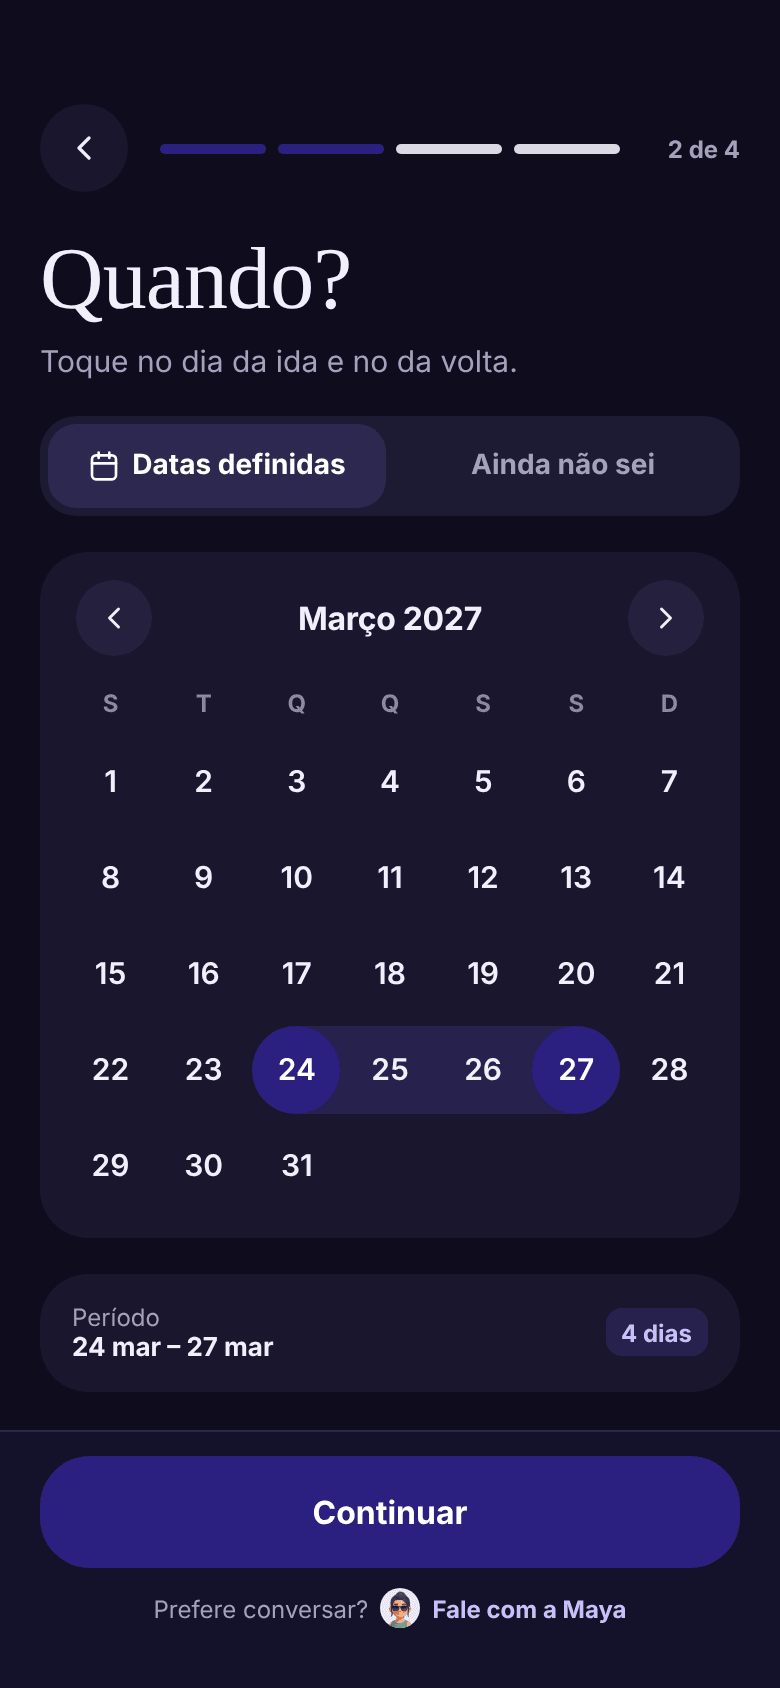 2 de 4
Quando?
Toque no dia da ida e no da volta.
Datas definidas
Ainda não sei
Março 2027
S T Q Q S S D
1 2 3 4 5 6 7
8 9 10 11 12 13 14
15 16 17 18 19 20 21
22 23 24 25 26 27 28
29 30 31
Período
24 mar – 27 mar
4 dias
Continuar
Prefere conversar? Fale com a Maya